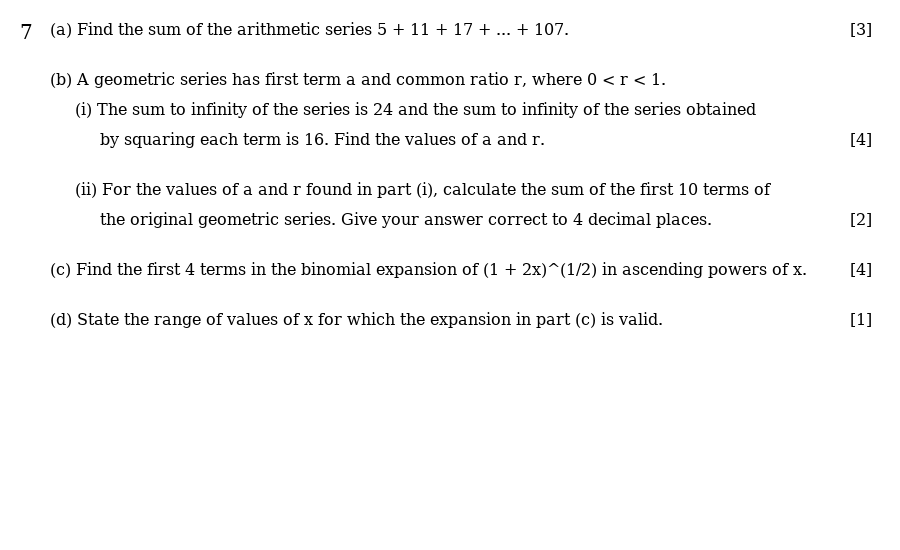 7 (a) Find the sum of the arithmetic series 5 + 11 + 17 + ... + 107. [3]
(b) A geometric series has first term a and common ratio r, where 0 < r < 1.
(i) The sum to infinity of the series is 24 and the sum to infinity of the series obtained
by squaring each term is 16. Find the values of a and r. [4]
(ii) For the values of a and r found in part (i), calculate the sum of the first 10 terms of
the original geometric series. Give your answer correct to 4 decimal places. [2]
(c) Find the first 4 terms in the binomial expansion of (1 + 2x)^(1/2) in ascending powers of x. [4]
(d) State the range of values of x for which the expansion in part (c) is valid. [1]